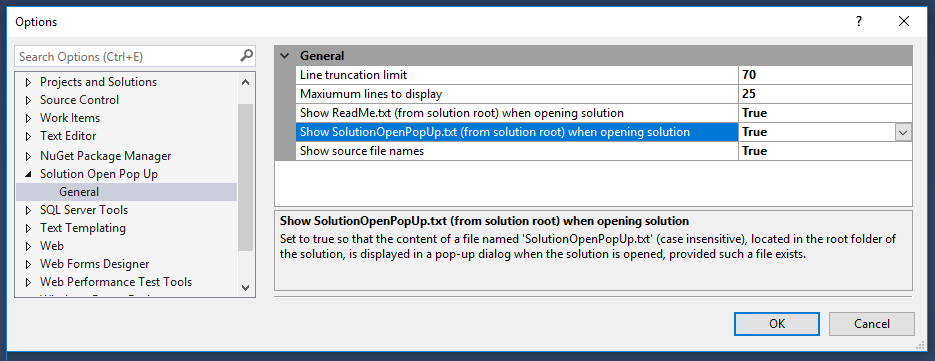 Options
?
Search Options (Ctrl+E)
Projects and Solutions
Source Control
Work Items
Text Editor
NuGet Package Manager
Solution Open Pop Up
General
SQL Server Tools
Text Templating
Web
Web Forms Designer
Web Performance Test Tools
General
Line truncation limit 70
Maxiumum lines to display 25
Show ReadMe.txt (from solution root) when opening solution True
Show SolutionOpenPopUp.txt (from solution root) when opening solution True
Show source file names True
Show SolutionOpenPopUp.txt (from solution root) when opening solution
Set to true so that the content of a file named 'SolutionOpenPopUp.txt' (case insensitive), located in the root folder of
the solution, is displayed in a pop-up dialog when the solution is opened, provided such a file exists.
OK
Cancel